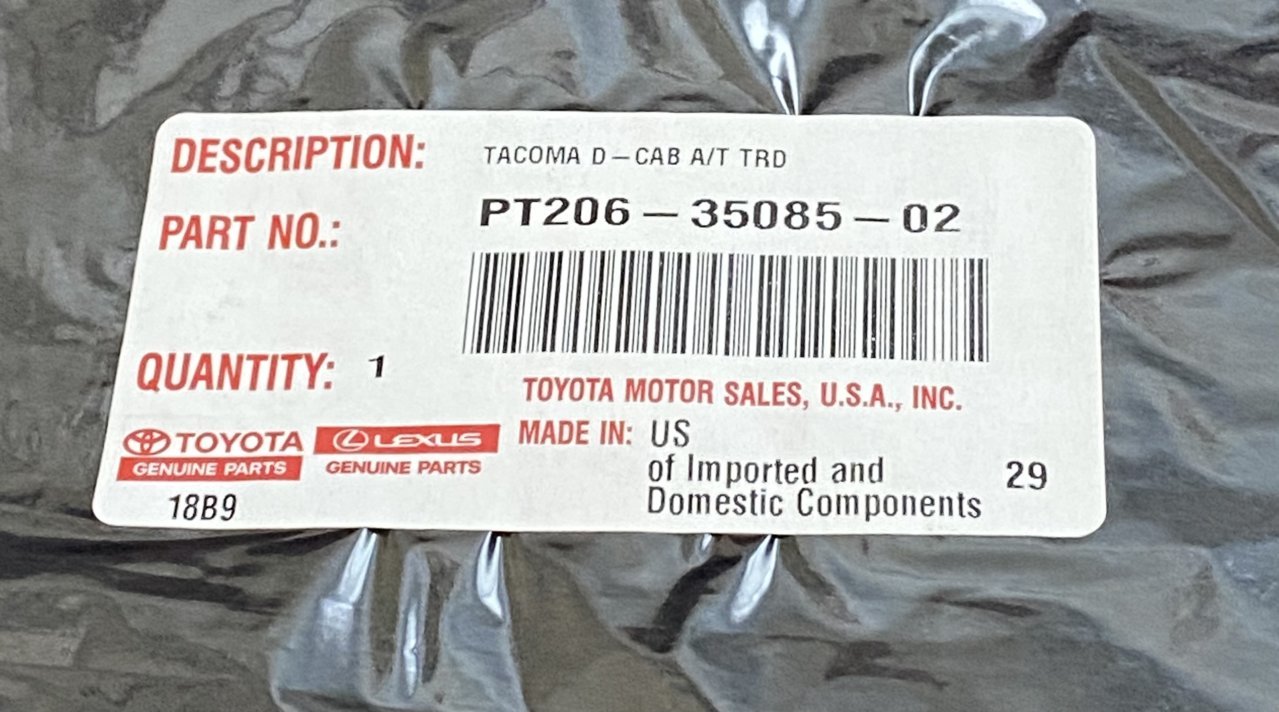 DESCRIPTION: TACOMA D-CAB A/T TRD
PART NO.: PT206-35085-02
QUANTITY: 1
TOYOTA MOTOR SALES, U.S.A., INC.
TOYOTA LEXUS MADE IN: US
GENUINE PARTS GENUINE PARTS of Imported and 29
18B9 Domestic Components